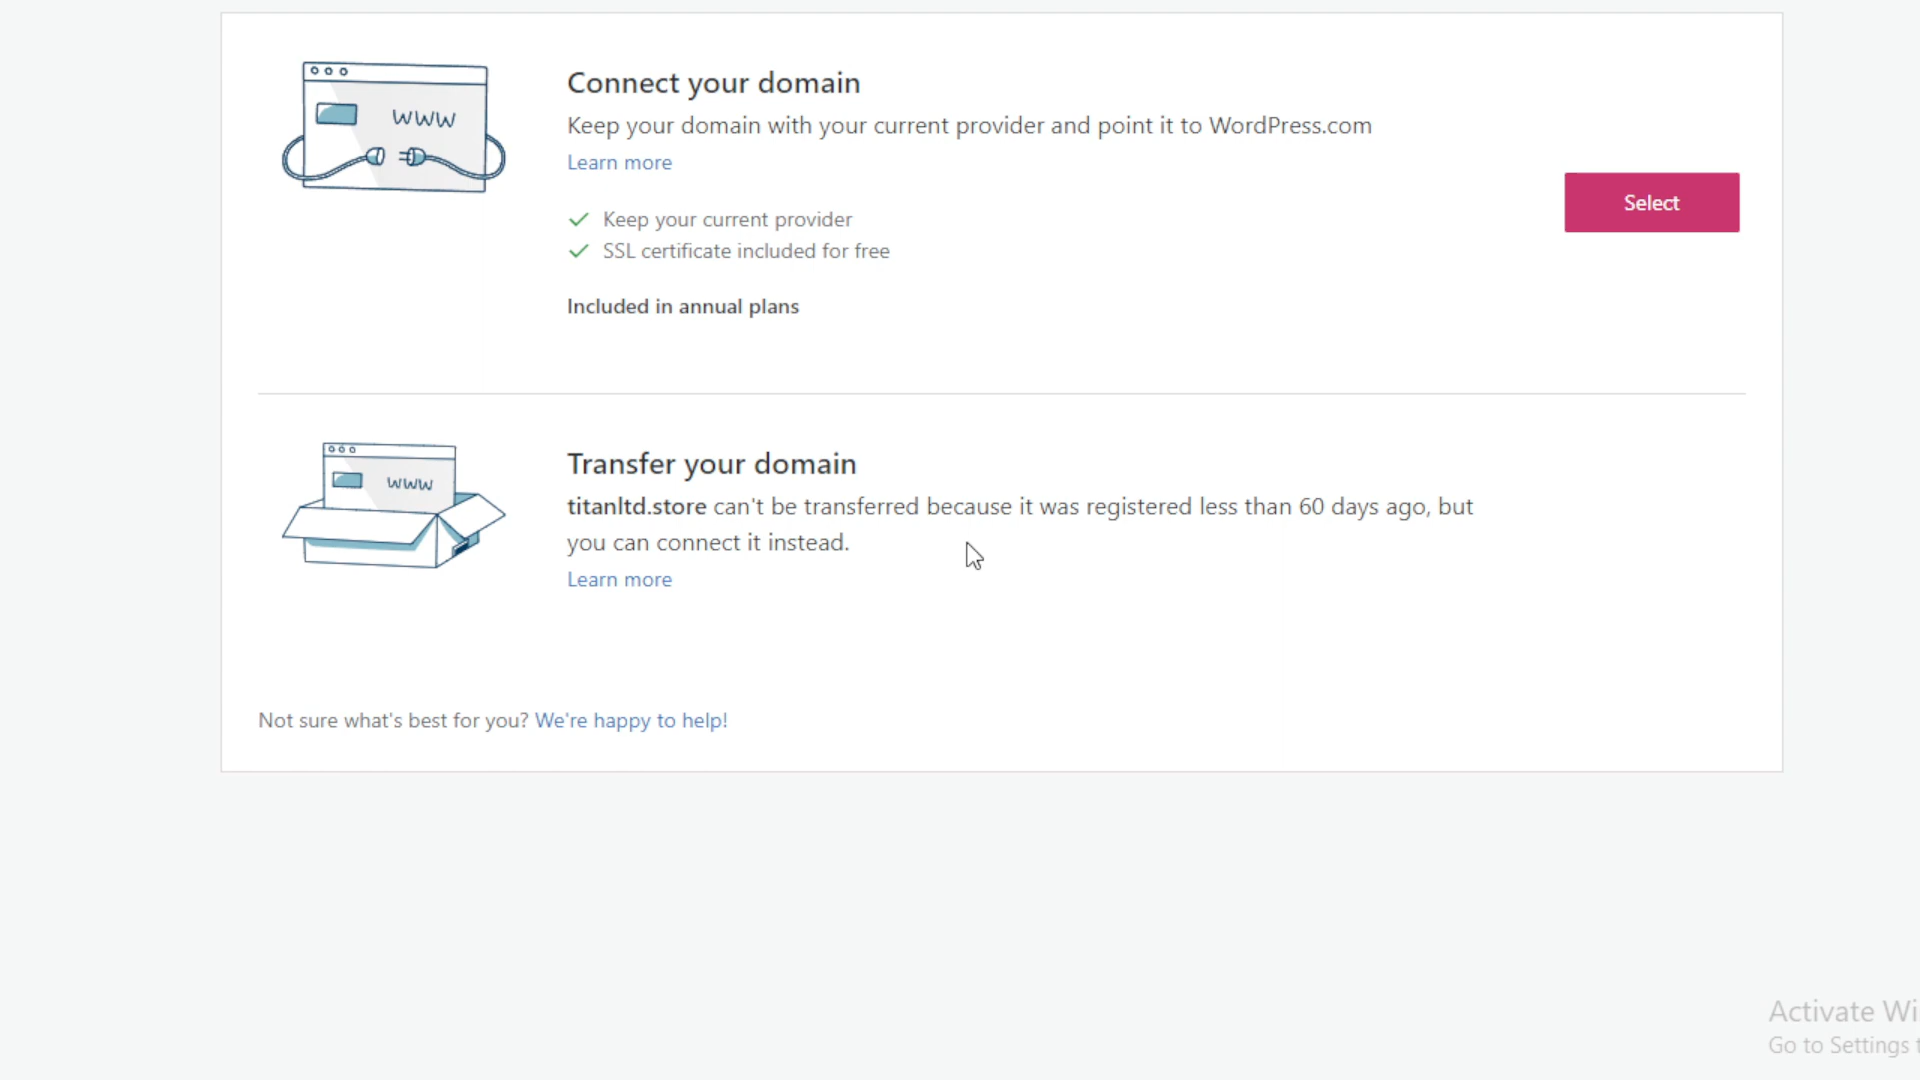 WWW
Connect your domain
Keep your domain with your current provider and point it to WordPress.com
Learn more
Select
Keep your current provider
SSL certificate included for free
Included in annual plans
WWW
Transfer your domain
titanltd.store can't be transferred because it was registered less than 60 days ago, but
you can connect it instead.
Learn more
Not sure what's best for you? We're happy to help!
Activate Wi
Go to Settings t